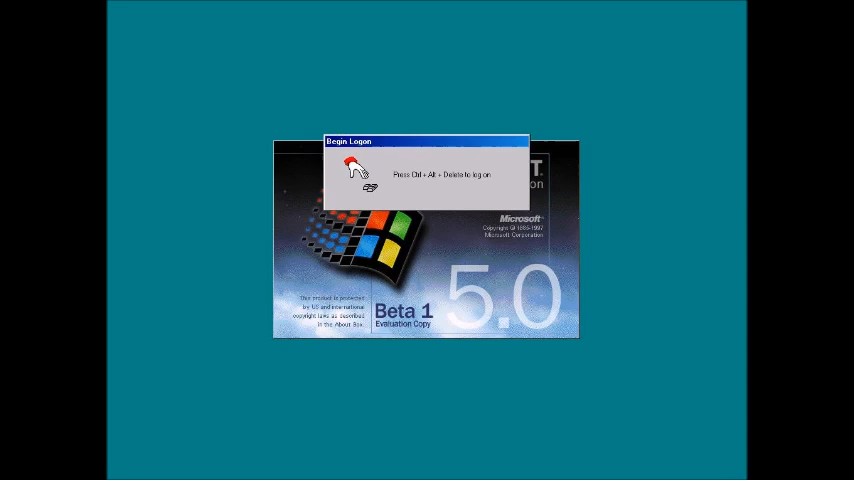 Begin Logon
Press Ctrl + Alt + Delete to log on
T.
on
Microsoft
Copyright © 1985-1997
Microsoft Corporation
This product is protected
by US and international
copyright laws as described
in the About Box.
Beta 1
Evaluation Copy
5.0